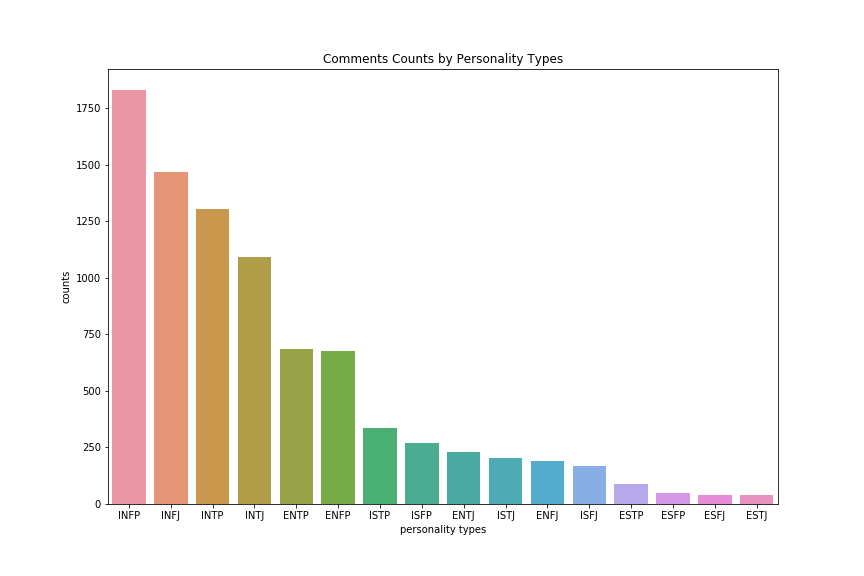 Comments Counts by Personality Types
1750
1500
1250
1000
750
500
250
0
counts
INFP INFJ INTP INTJ ENTP ENFP ISTP ISFP ENTJ ISTJ ENFJ ISFJ ESTP ESFP ESFJ ESTJ
personality types